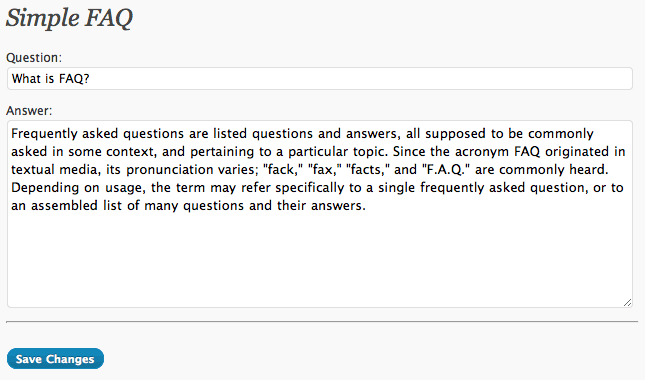 Simple FAQ
Question:
What is FAQ?
Answer:
Frequently asked questions are listed questions and answers, all supposed to be commonly
asked in some context, and pertaining to a particular topic. Since the acronym FAQ originated in
textual media, its pronunciation varies; "fack," "fax," "facts," and "F.A.Q." are commonly heard.
Depending on usage, the term may refer specifically to a single frequently asked question, or to
an assembled list of many questions and their answers.
Save Changes